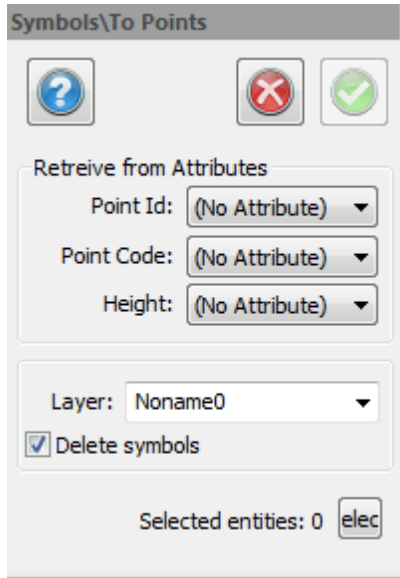 Symbols\To Points
?
Retreive from Attributes
Point Id: (No Attribute)
Point Code: (No Attribute)
Height: (No Attribute)
Layer: Noname0
Delete symbols
Selected entities: 0 elec